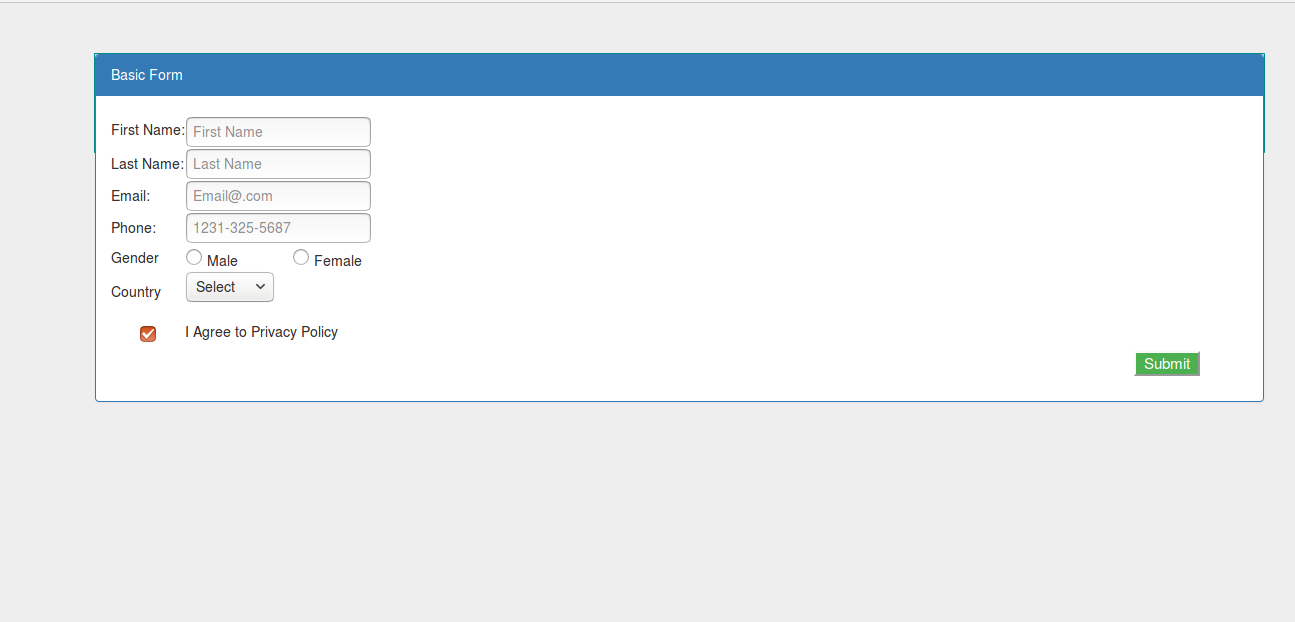 Basic Form
First Name: First Name
Last Name: Last Name
Email: Email@.com
Phone: 1231-325-5687
Gender Male Female
Country Select
I Agree to Privacy Policy
Submit